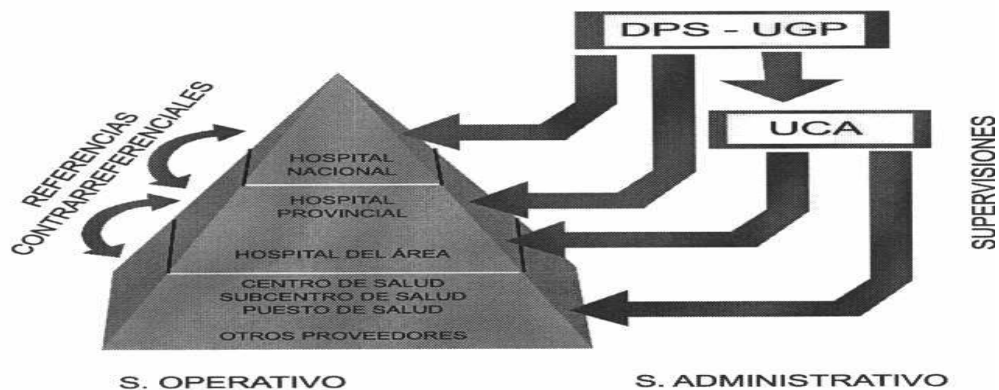 DPS - UGP
UCA
REFERENCIAS
CONTRARREFERENCIALES
HOSPITAL
NACIONAL
HOSPITAL
PROVINCIAL
HOSPITAL DEL ÁREA
CENTRO DE SALUD
SUBCENTRO DE SALUD
PUESTO DE SALUD
OTROS PROVEEDORES
SUPERVISIONES
S. OPERATIVO
S. ADMINISTRATIVO